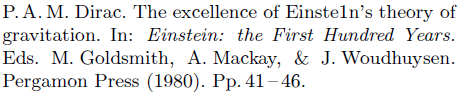 P. A. M. Dirac. The excellence of Einste1n's theory of
gravitation. In: Einstein: the First Hundred Years.
Eds. M. Goldsmith, A. Mackay, & J. Woudhuysen.
Pergamon Press (1980). Pp. 41–46.